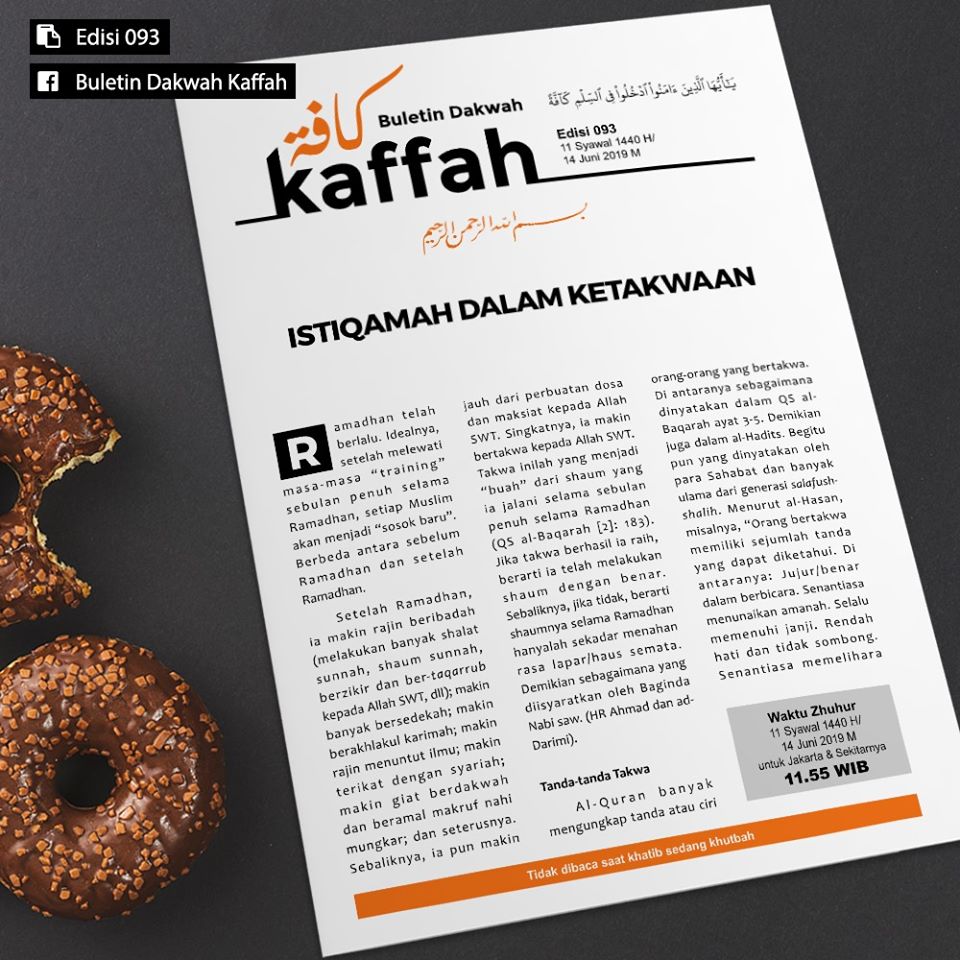 Edisi 093
Buletin Dakwah Kaffah
كافة
Buletin Dakwah
kaffah
يَـٰٓأَيُّهَا ٱلَّذِينَ ءَامَنُوا۟ ٱدْخُلُوا۟ فِى ٱلسِّلْمِ كَآفَّةً
Edisi 093
11 Syawal 1440 H/
14 Juni 2019 M
بسم الله الرحمن الرحيم
ISTIQAMAH DALAM KETAKWAAN
Ramadhan telah
berlalu. Idealnya,
setelah melewati
masa-masa “training”
sebulan penuh selama
Ramadhan, setiap Muslim
akan menjadi “sosok baru”.
Berbeda antara sebelum
Ramadhan dan setelah
Ramadhan.
Setelah Ramadhan,
ia makin rajin beribadah
(melakukan banyak shalat
sunnah, shaum sunnah,
berzikir dan ber-taqarrub
kepada Allah SWT, dll); makin
banyak bersedekah; makin
berakhlakul karimah; makin
rajin menuntut ilmu; makin
terikat dengan syariah;
makin giat berdakwah
dan beramal makruf nahi
mungkar; dan seterusnya.
Sebaliknya, ia pun makin
jauh dari perbuatan dosa
dan maksiat kepada Allah
SWT. Singkatnya, ia makin
bertakwa kepada Allah SWT.
Takwa inilah yang menjadi
“buah” dari shaum yang
ia jalani selama sebulan
penuh selama Ramadhan
(QS al-Baqarah [2]: 183).
Jika takwa berhasil ia raih,
berarti ia telah melakukan
shaum dengan benar.
Sebaliknya, jika tidak, berarti
shaumnya selama Ramadhan
hanyalah sekadar menahan
rasa lapar/haus semata.
Demikian sebagaimana yang
diisyaratkan oleh Baginda
Nabi saw. (HR Ahmad dan ad-
Darimi).
Tanda-tanda Takwa
Al-Quran banyak
mengungkap tanda atau ciri
orang-orang yang bertakwa.
Di antaranya sebagaimana
dinyatakan dalam QS al-
Baqarah ayat 3-5. Demikian
juga dalam al-Hadits. Begitu
pun yang dinyatakan oleh
para Sahabat dan banyak
ulama dari generasi salafush-
shalih. Menurut al-Hasan,
misalnya, “Orang bertakwa
memiliki sejumlah tanda
yang dapat diketahui. Di
antaranya: Jujur/benar
dalam berbicara. Senantiasa
menunaikan amanah. Selalu
memenuhi janji. Rendah
hati dan tidak sombong.
Senantiasa memelihara
Waktu Zhuhur
11 Syawal 1440 H/
14 Juni 2019 M
untuk Jakarta & Sekitarnya
11.55 WIB
Tidak dibaca saat khatib sedang khutbah